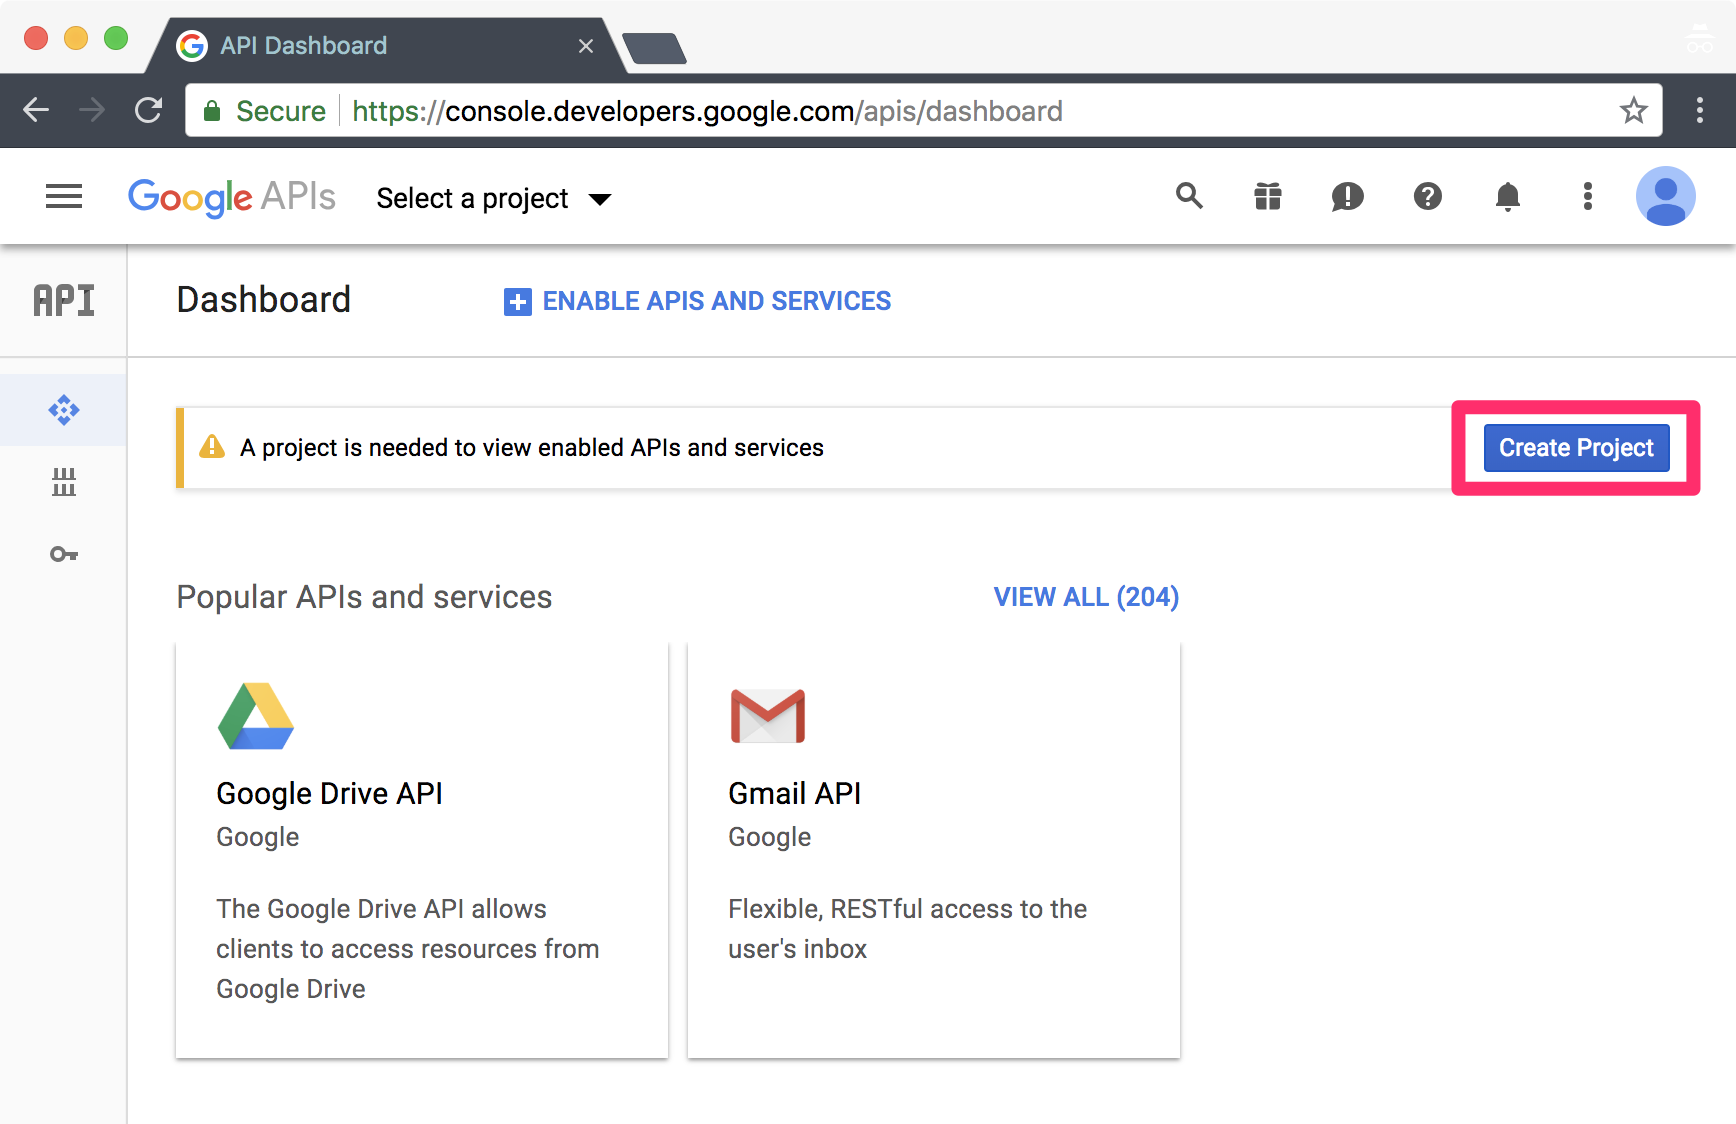 API Dashboard
Secure https://console.developers.google.com/apis/dashboard
Google APIs Select a project
API Dashboard ENABLE APIS AND SERVICES
A project is needed to view enabled APIs and services Create Project
Popular APIs and services VIEW ALL (204)
Google Drive API
Google
The Google Drive API allows
clients to access resources from
Google Drive
Gmail API
Google
Flexible, RESTful access to the
user's inbox